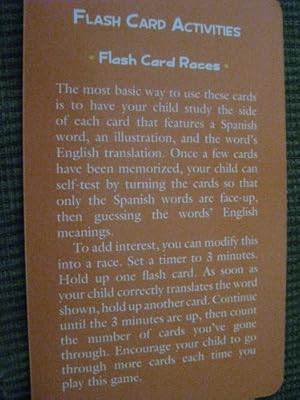 FLASH CARD ACTIVITIES
• Flash Card Races •
The most basic way to use these cards
is to have your child study the side
of each card that features a Spanish
word, an illustration, and the word's
English translation. Once a few cards
have been memorized, your child can
self-test by turning the cards so that
only the Spanish words are face-up,
then guessing the words' English
meanings.
To add interest, you can modify this
into a race. Set a timer to 3 minutes.
Hold up one flash card. As soon as
your child correctly translates the word
shown, hold up another card. Continue
until the 3 minutes are up, then count
the number of cards you've gone
through. Encourage your child to go
through more cards each time you
play this game.